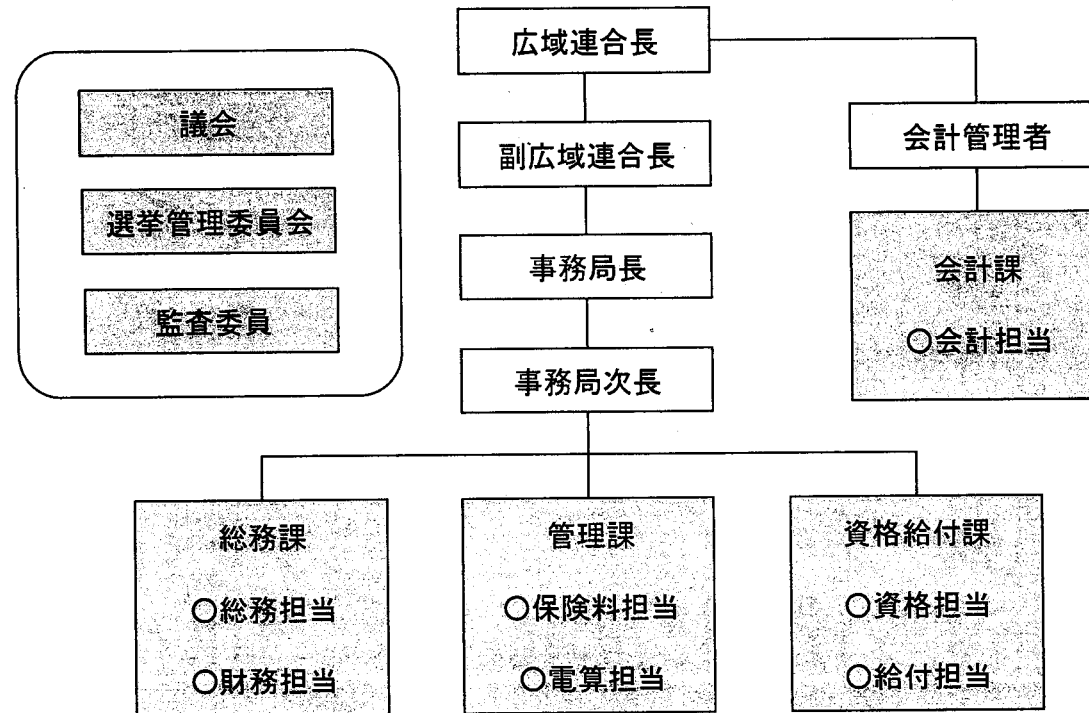 広域連合長
議会
選挙管理委員会
監査委員
副広域連合長
事務局長
事務局次長
会計管理者
会計課
○会計担当
総務課
○総務担当
○財務担当
管理課
○保険料担当
○電算担当
資格給付課
○資格担当
○給付担当